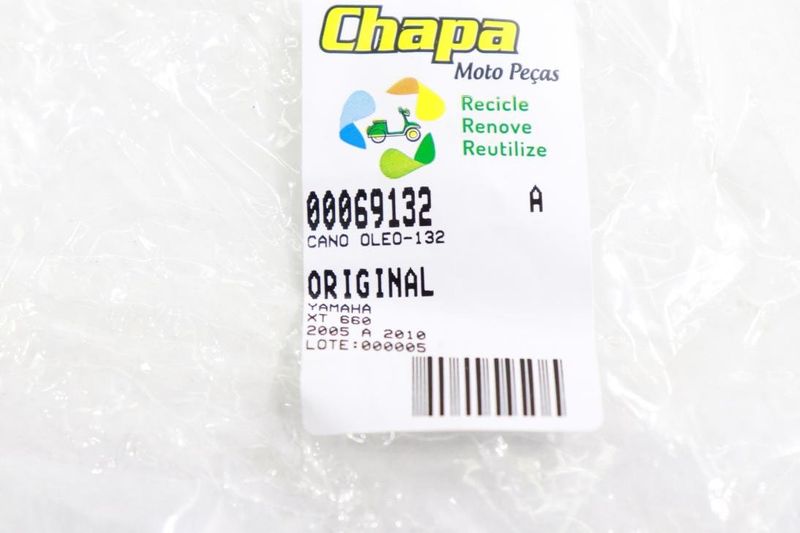 Chapa
Moto Peças
Recicle
Renove
Reutilize
00069132 A
CANO OLEO-132
ORIGINAL
YAMAHA
XT 660
2005 A 2010
LOTE:000005